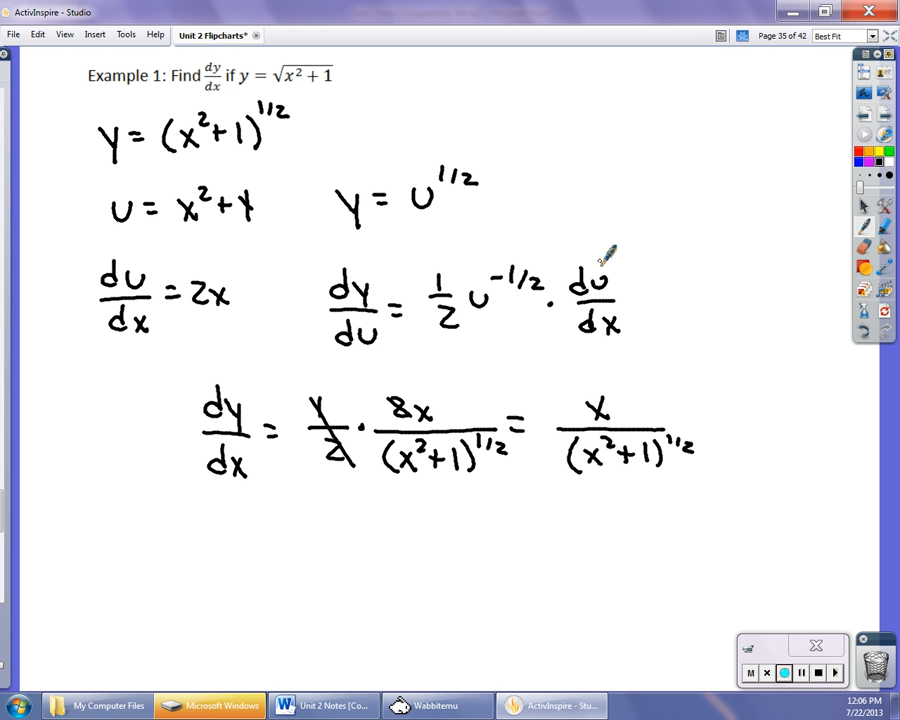 ActivInspire - Studio
File Edit View Insert Tools Help Unit 2 Flipcharts* Page 35 of 42 Best Fit
Example 1: Find dy/dx if y = √(x² + 1)
y = (x²+1)^1/2
u = x²+1 y = u^1/2
du/dx = 2x dy/du = 1/2 u^-1/2 · du/dx
dy/dx = 1/2 · 2x/(x²+1)^1/2 = x/(x²+1)^1/2
M
My Computer Files Microsoft Windows Unit 2 Notes [Co... Wabbitemu ActivInspire - Stu... 12:06 PM
7/22/2013